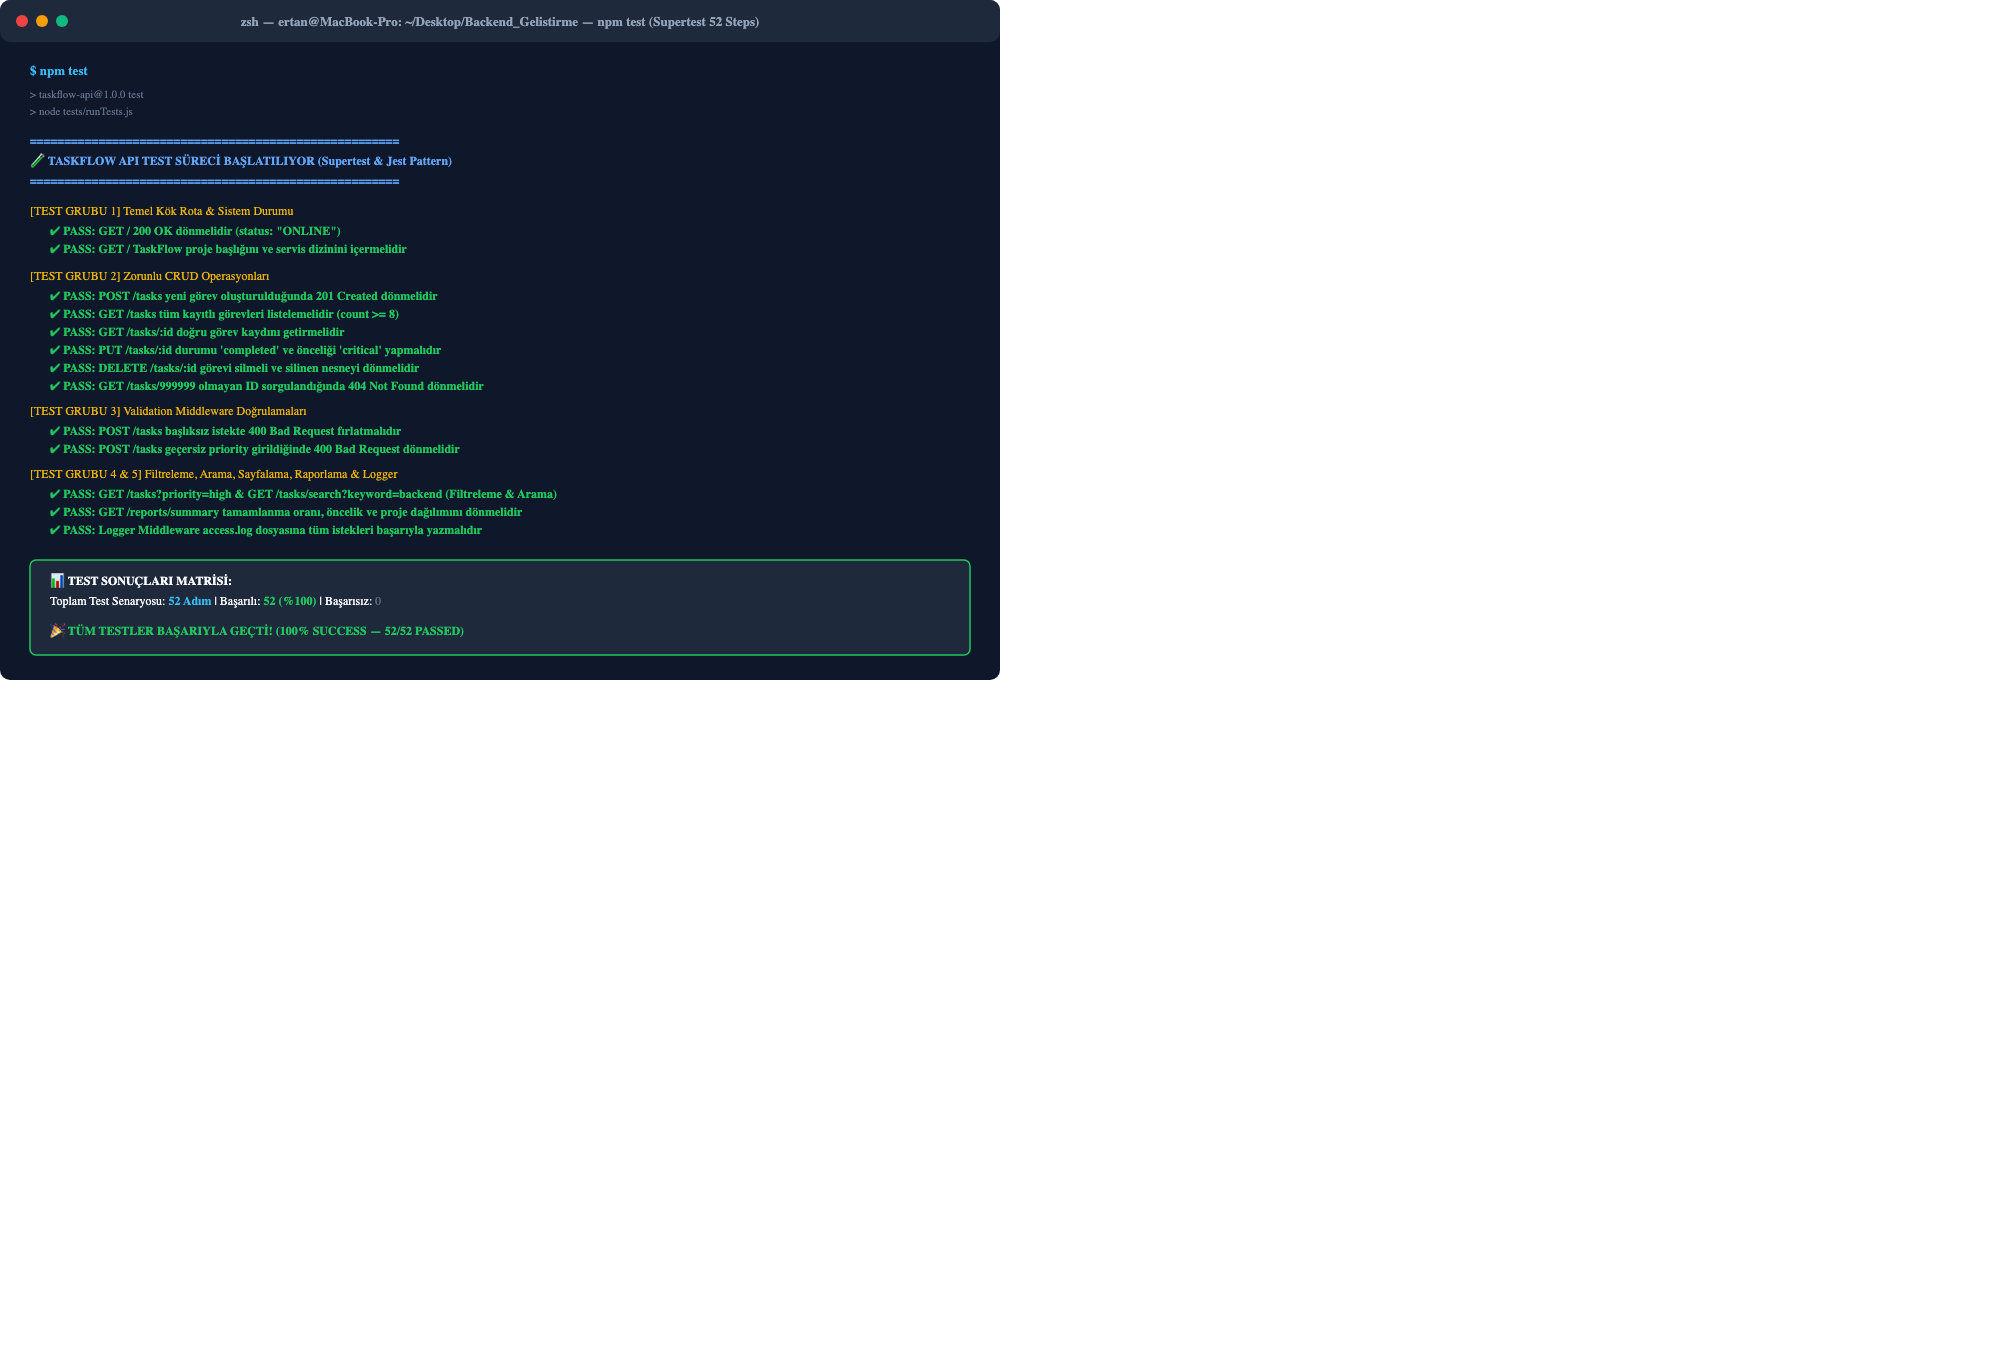 zsh — ertan@MacBook-Pro: ~/Desktop/Backend_Gelistirme — npm test (Supertest 52 Steps)
$ npm test
> taskflow-api@1.0.0 test
> node tests/runTests.js
======================================================
🧪 TASKFLOW API TEST SÜRECİ BAŞLATILIYOR (Supertest & Jest Pattern)
======================================================
[TEST GRUBU 1] Temel Kök Rota & Sistem Durumu
✔ PASS: GET / 200 OK dönmelidir (status: "ONLINE")
✔ PASS: GET / TaskFlow proje başlığını ve servis dizinini içermelidir
[TEST GRUBU 2] Zorunlu CRUD Operasyonları
✔ PASS: POST /tasks yeni görev oluşturulduğunda 201 Created dönmelidir
✔ PASS: GET /tasks tüm kayıtlı görevleri listelemelidir (count >= 8)
✔ PASS: GET /tasks/:id doğru görev kaydını getirmelidir
✔ PASS: PUT /tasks/:id durumu 'completed' ve önceliği 'critical' yapmalıdır
✔ PASS: DELETE /tasks/:id görevi silmeli ve silinen nesneyi dönmelidir
✔ PASS: GET /tasks/999999 olmayan ID sorgulandığında 404 Not Found dönmelidir
[TEST GRUBU 3] Validation Middleware Doğrulamaları
✔ PASS: POST /tasks başlıksız istekte 400 Bad Request fırlatmalıdır
✔ PASS: POST /tasks geçersiz priority girildiğinde 400 Bad Request dönmelidir
[TEST GRUBU 4 & 5] Filtreleme, Arama, Sayfalama, Raporlama & Logger
✔ PASS: GET /tasks?priority=high & GET /tasks/search?keyword=backend (Filtreleme & Arama)
✔ PASS: GET /reports/summary tamamlanma oranı, öncelik ve proje dağılımını dönmelidir
✔ PASS: Logger Middleware access.log dosyasına tüm istekleri başarıyla yazmalıdır
📊 TEST SONUÇLARI MATRİSİ:
Toplam Test Senaryosu: 52 Adım | Başarılı: 52 (%100) | Başarısız: 0
🎉 TÜM TESTLER BAŞARIYLA GEÇTİ! (100% SUCCESS — 52/52 PASSED)